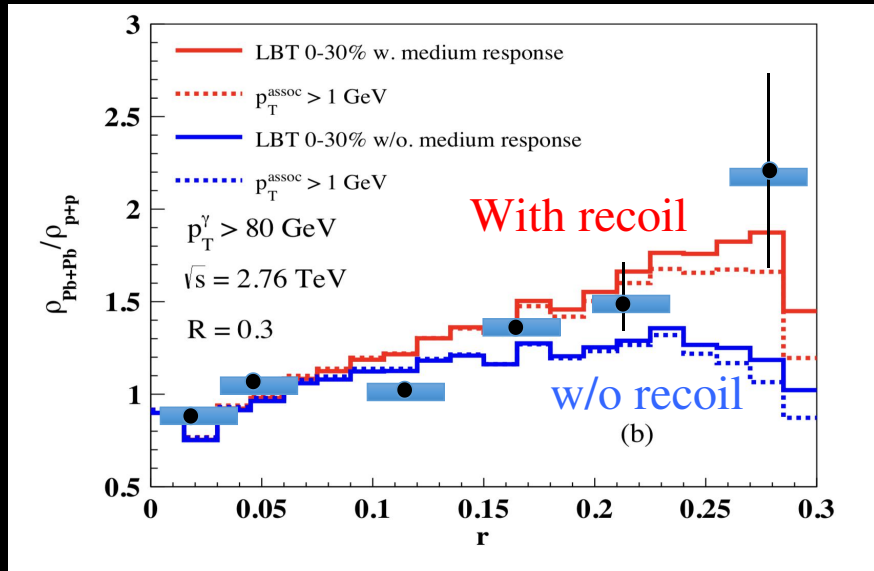 3
2.5
2
1.5
1
0.5
ρ_Pb+Pb/ρ_p+p
LBT 0-30% w. medium response
p_T^assoc > 1 GeV
LBT 0-30% w/o. medium response
p_T^assoc > 1 GeV
p_T^γ > 80 GeV
√s = 2.76 TeV
R = 0.3
With recoil
w/o recoil
(b)
0 0.05 0.1 0.15 0.2 0.25 0.3
r